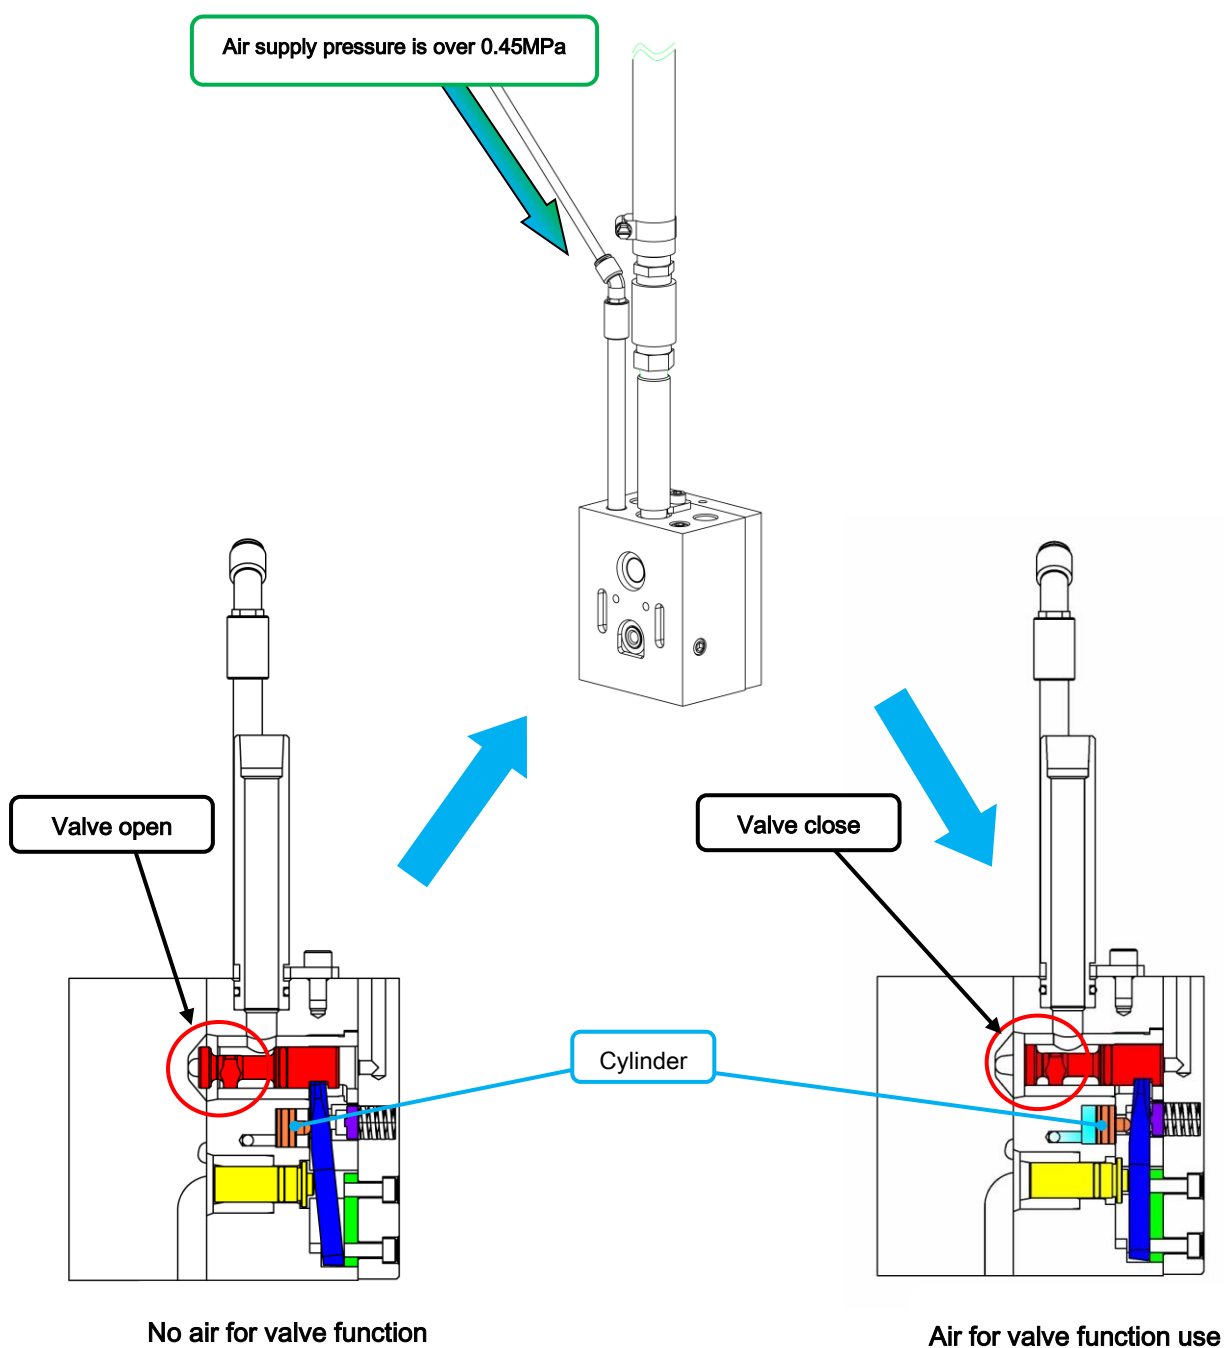 Air supply pressure is over 0.45MPa
Valve open
Valve close
Cylinder
No air for valve function
Air for valve function use